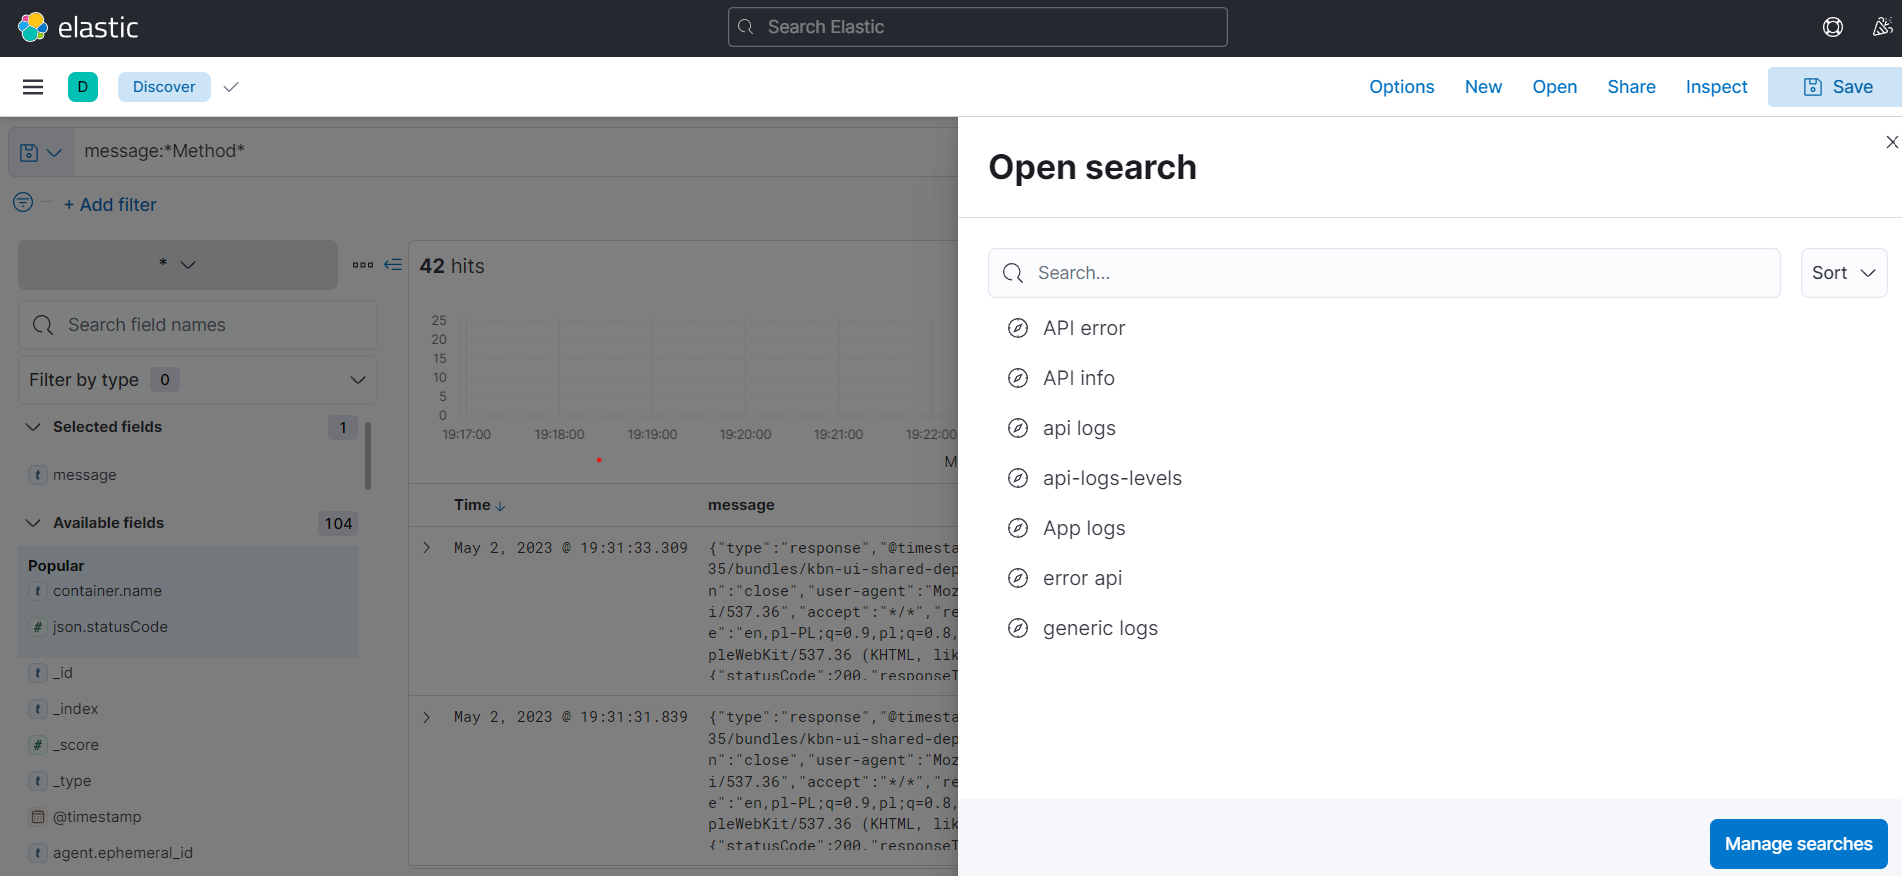 elastic
Search Elastic
D
Discover
Options
New
Open
Share
Inspect
Save
message:*Method*
+ Add filter
*
42 hits
Search field names
Filter by type 0
Selected fields 1
t message
Available fields 104
Popular
t container.name
# json.statusCode
t _id
t _index
# _score
t _type
@timestamp
t agent.ephemeral_id
25
20
15
10
5
0
19:17:00 19:18:00 19:19:00 19:20:00 19:21:00 19:22:00
M
Time message
May 2, 2023 @ 19:31:33.309
{"type":"response","@timesta
35/bundles/kbn-ui-shared-dep
n":"close","user-agent":"Moz
i/537.36","accept":"*/*","re
e":"en,pl-PL;q=0.9,pl;q=0.8,
pleWebKit/537.36 (KHTML, lik
{"statusCode":200,"responseT
May 2, 2023 @ 19:31:31.839
{"type":"response","@timesta
35/bundles/kbn-ui-shared-dep
n":"close","user-agent":"Moz
i/537.36","accept":"*/*","re
e":"en,pl-PL;q=0.9,pl;q=0.8,
pleWebKit/537.36 (KHTML, lik
{"statusCode":200,"responseT
Open search
Search...
Sort
API error
API info
api logs
api-logs-levels
App logs
error api
generic logs
Manage searches